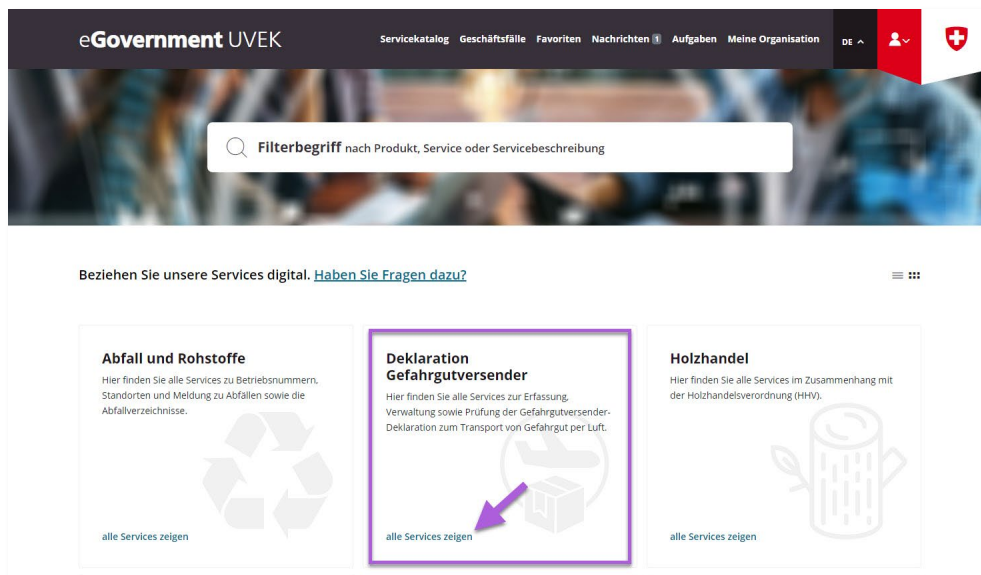 eGovernment UVEK
Servicekatalog Geschäftsfälle Favoriten Nachrichten 1 Aufgaben Meine Organisation DE
Filterbegriff nach Produkt, Service oder Servicebeschreibung
Beziehen Sie unsere Services digital. Haben Sie Fragen dazu?
Abfall und Rohstoffe
Hier finden Sie alle Services zu Betriebsnummern,
Standorten und Meldung zu Abfällen sowie die
Abfallverzeichnisse.
alle Services zeigen
Deklaration
Gefahrgutversender
Hier finden Sie alle Services zur Erfassung,
Verwaltung sowie Prüfung der Gefahrgutversender-
Deklaration zum Transport von Gefahrgut per Luft.
alle Services zeigen
Holzhandel
Hier finden Sie alle Services im Zusammenhang mit
der Holzhandelsverordnung (HHV).
alle Services zeigen